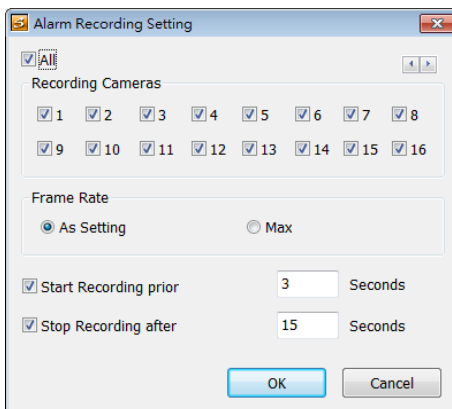 Alarm Recording Setting
All
Recording Cameras
1 2 3 4 5 6 7 8
9 10 11 12 13 14 15 16
Frame Rate
As Setting Max
Start Recording prior 3 Seconds
Stop Recording after 15 Seconds
OK Cancel